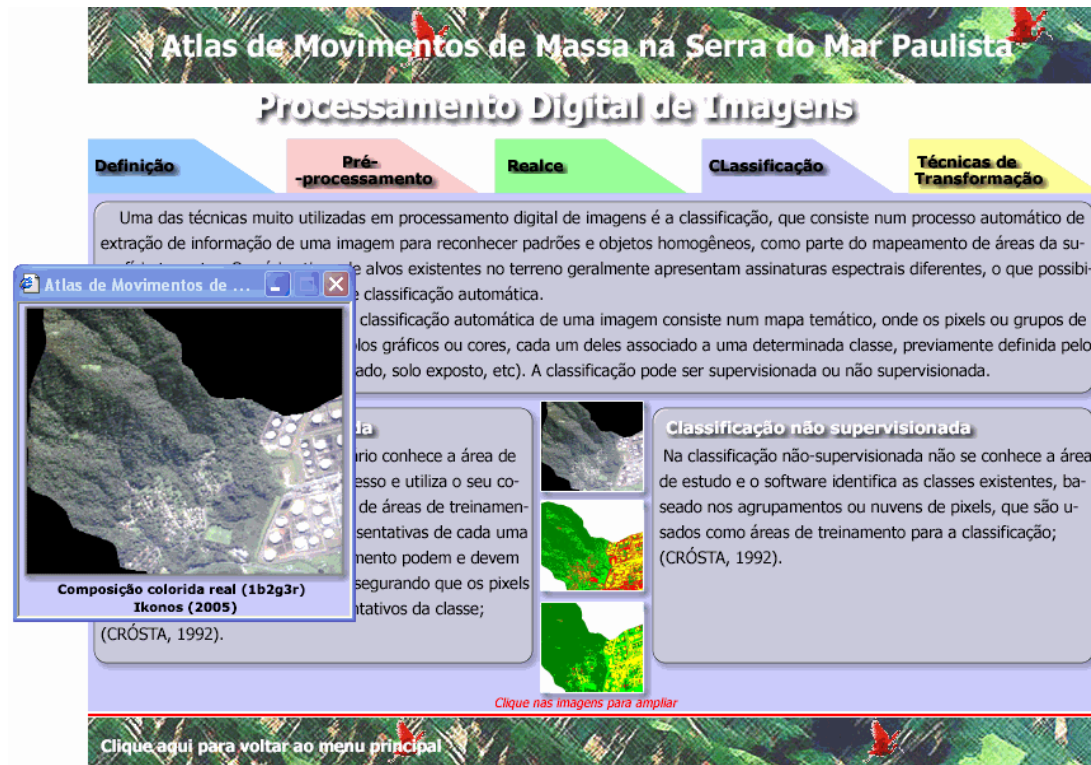 Atlas de Movimentos de Massa na Serra do Mar Paulista
Processamento Digital de Imagens
Definição
Pré-
-processamento
Realce
CLassificação
Técnicas de
Transformação
Uma das técnicas muito utilizadas em processamento digital de imagens é a classificação, que consiste num processo automático de
extração de informação de uma imagem para reconhecer padrões e objetos homogêneos, como parte do mapeamento de áreas da su-
alvos existentes no terreno geralmente apresentam assinaturas espectrais diferentes, o que possibi-
classificação automática.
classificação automática de uma imagem consiste num mapa temático, onde os pixels ou grupos de
gráficos ou cores, cada um deles associado a uma determinada classe, previamente definida pelo
solo exposto, etc). A classificação pode ser supervisionada ou não supervisionada.
Atlas de Movimentos de ...
Composição colorida real (1b2g3r)
Ikonos (2005)
conhece a área de
e utiliza o seu co-
de áreas de treinamen-
de cada uma
podem e devem
que os pixels
da classe;
(CRÓSTA, 1992).
Classificação não supervisionada
Na classificação não-supervisionada não se conhece a área
de estudo e o software identifica as classes existentes, ba-
seado nos agrupamentos ou nuvens de pixels, que são u-
sados como áreas de treinamento para a classificação;
(CRÓSTA, 1992).
Clique nas imagens para ampliar
Clique aqui para voltar ao menu principal